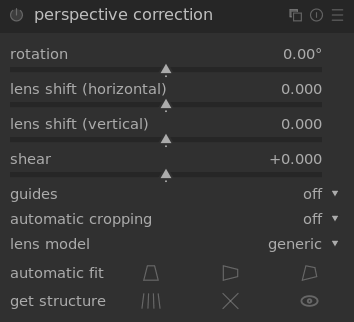 perspective correction
rotation 0.00°
lens shift (horizontal) 0.000
lens shift (vertical) 0.000
shear +0.000
guides off
automatic cropping off
lens model generic
automatic fit
get structure